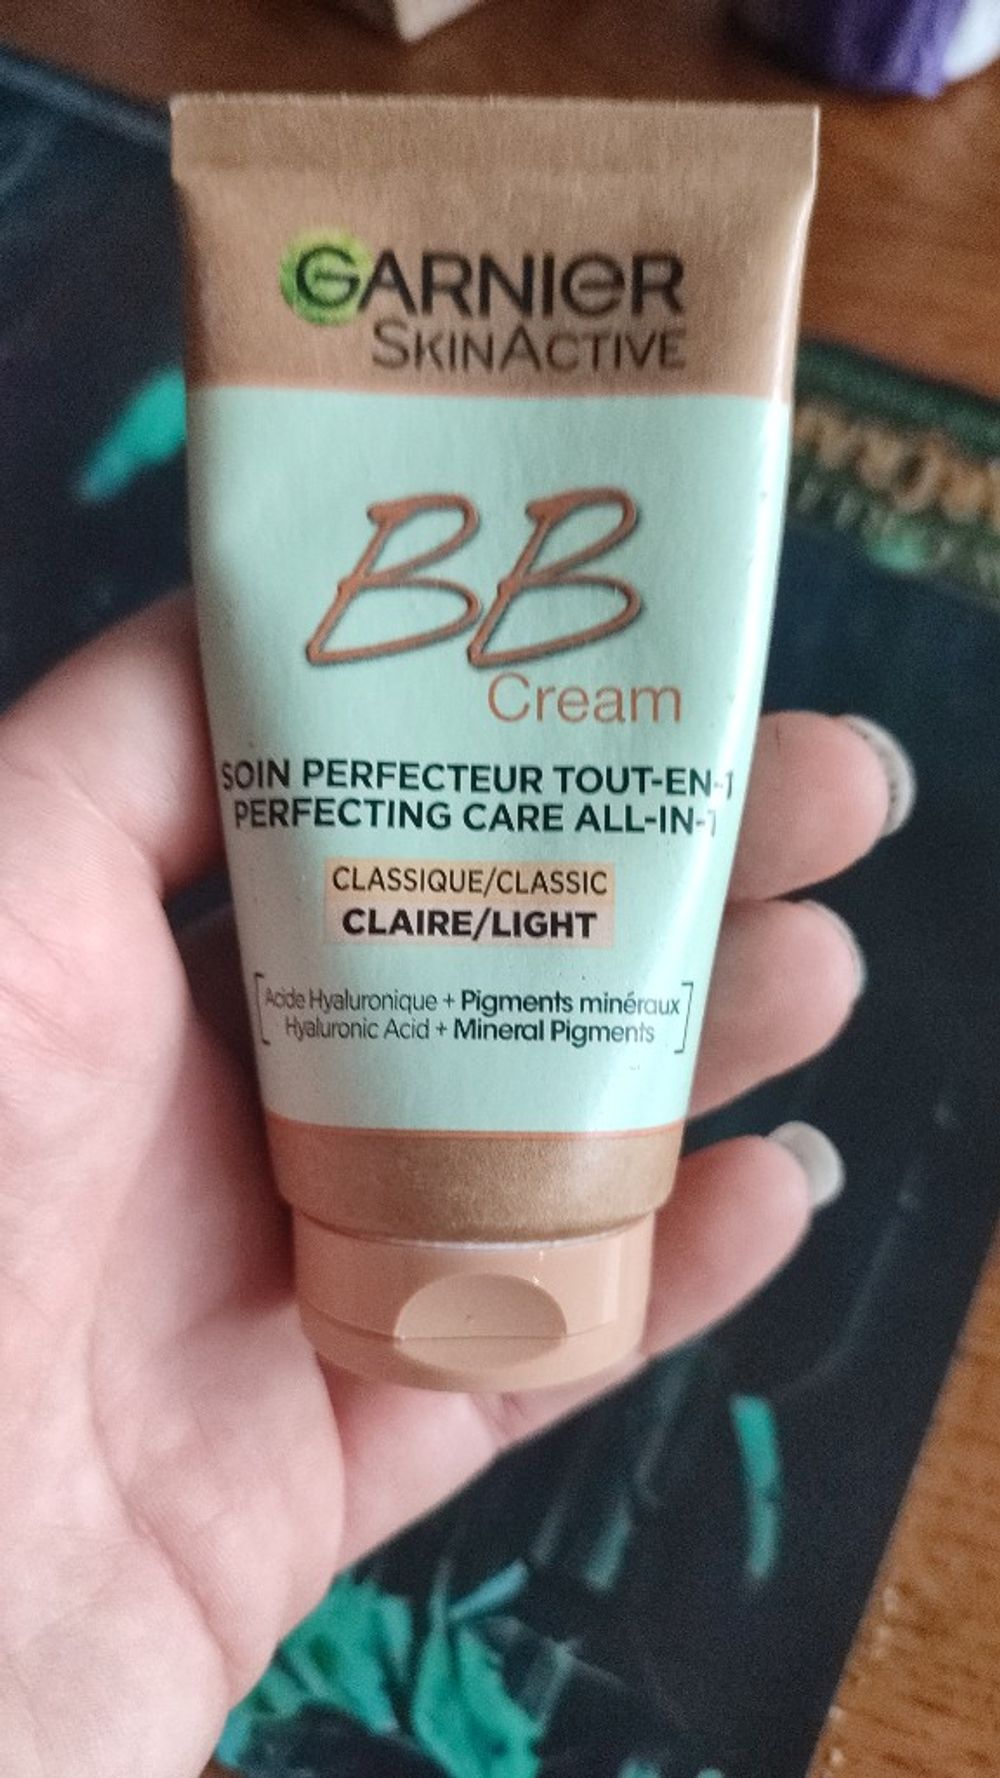 GARNIER
SKINACTIVE
BB
Cream
SOIN PERFECTEUR TOUT-EN-1
PERFECTING CARE ALL-IN-1
CLASSIQUE/CLASSIC
CLAIRE/LIGHT
Acide Hyaluronique + Pigments minéraux
Hyaluronic Acid + Mineral Pigments